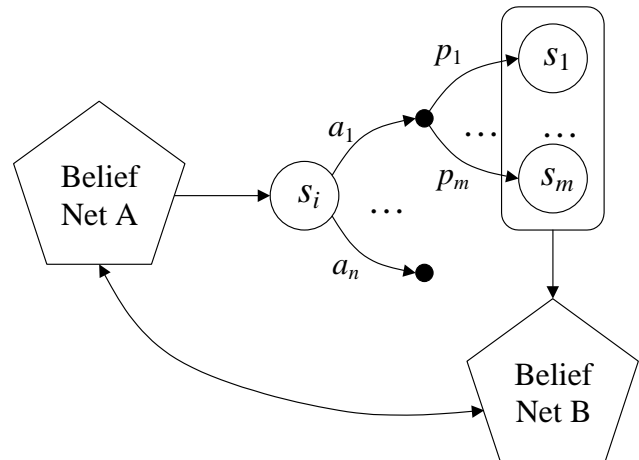 p₁
s₁
a₁
... ...
Belief
Net A
sᵢ
...
pₘ
sₘ
aₙ
Belief
Net B